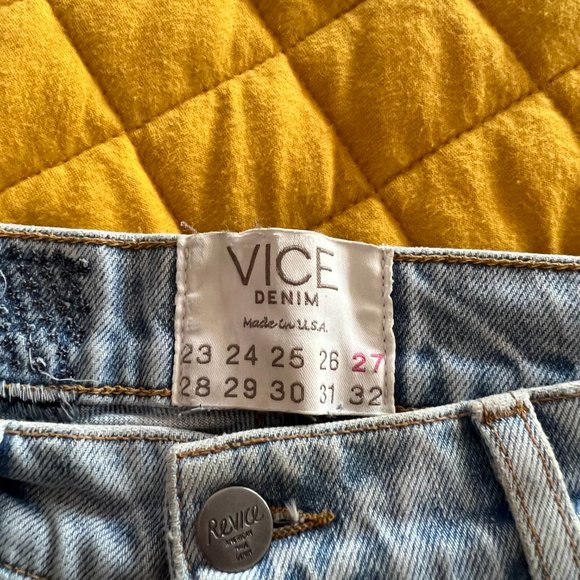 VICE
DENIM
Made in U.S.A.
23 24 25 26 27
28 29 30 31 32
REVICE